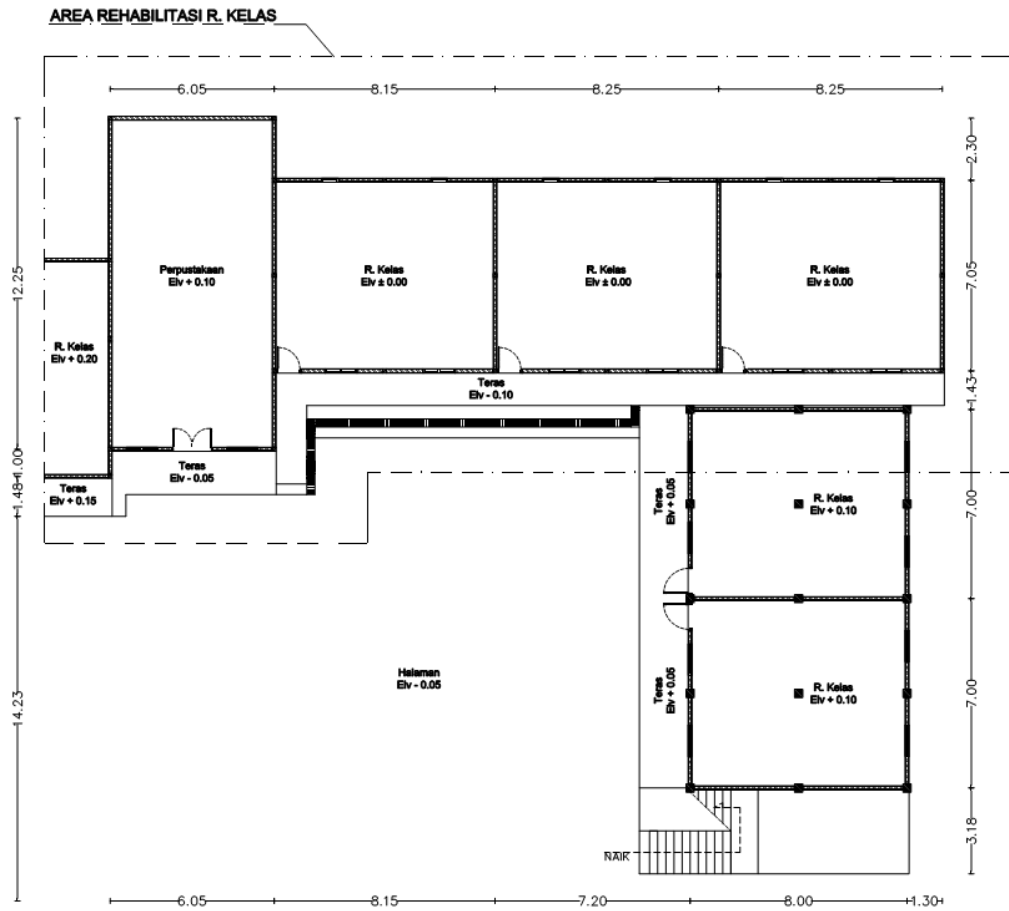 AREA REHABILITASI R. KELAS
6.05
8.15
8.25
8.25
2.30
12.25
7.05
Perpustakaan
Elv + 0.10
R. Kelas
Elv ± 0.00
R. Kelas
Elv ± 0.00
R. Kelas
Elv ± 0.00
R. Kelas
Elv + 0.20
Teras
Elv - 0.10
1.43
1.00
1.48
Teras
Elv - 0.05
Teras
Elv + 0.15
Teras
Elv + 0.05
R. Kelas
Elv + 0.10
7.00
Halaman
Elv - 0.05
Teras
Elv + 0.05
R. Kelas
Elv + 0.10
7.00
14.23
NAIK
3.18
6.05
8.15
7.20
8.00
1.30